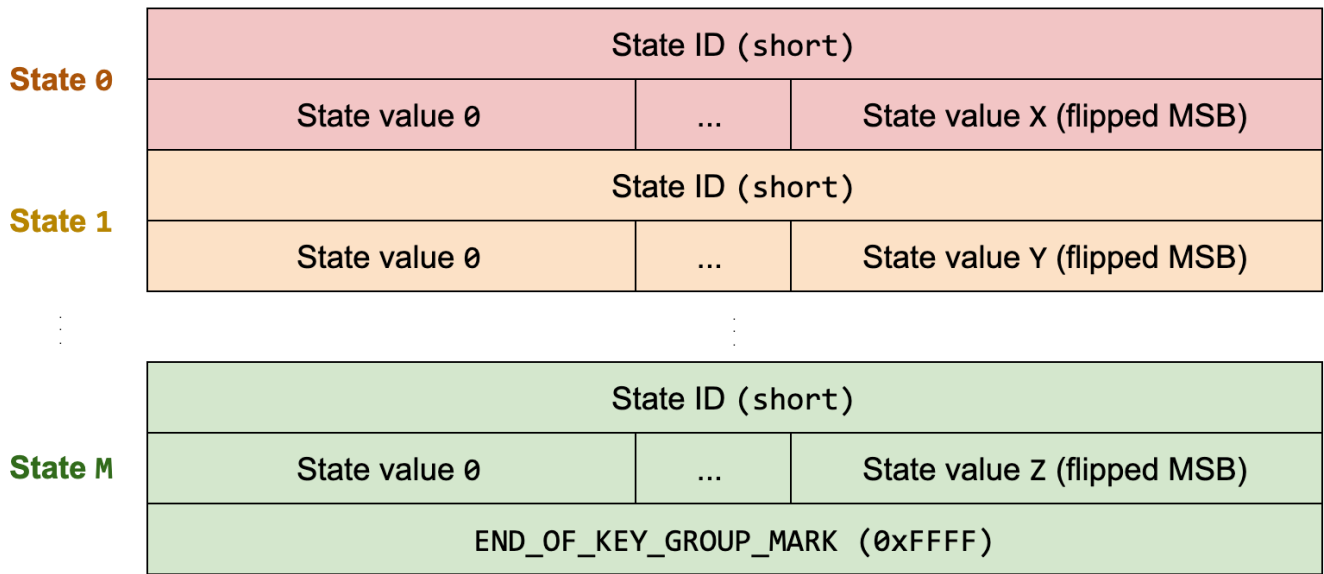 State ID (short)
State 0
State value 0 ... State value X (flipped MSB)
State ID (short)
State 1
State value 0 ... State value Y (flipped MSB)
State ID (short)
State M
State value 0 ... State value Z (flipped MSB)
END_OF_KEY_GROUP_MARK (0xFFFF)